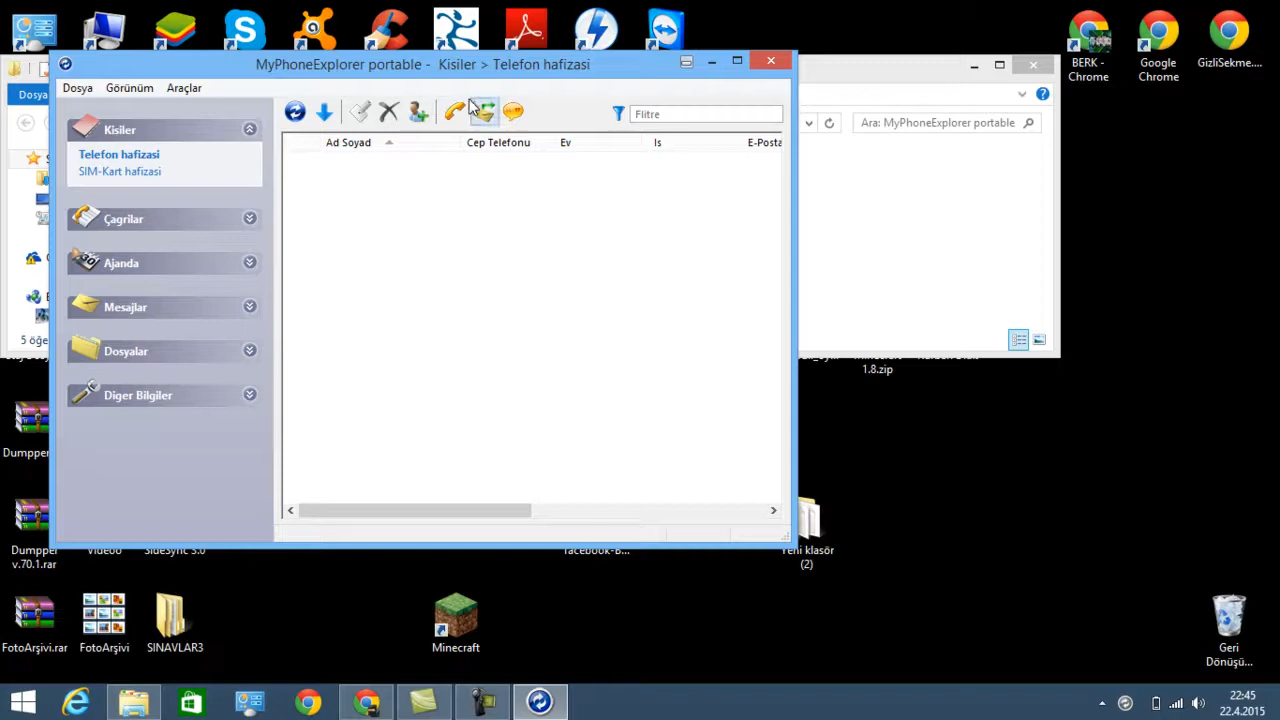 BERK - Chrome
Google Chrome
GizliSekme....
MyPhoneExplorer portable - Kisiler > Telefon hafizasi
Dosya
Dosya Görünüm Araçlar
Ara: MyPhoneExplorer portable
Filtre
Kisiler
Telefon hafizasi
SIM-Kart hafizasi
Ad Soyad Cep Telefonu Ev Is E-Posta
Çagrilar
Ajanda
Mesajlar
Dosyalar
Diger Bilgiler
5 öğe
1.8.zip
Dumpper
Dumpper v.70.1.rar
Videoo
SideSync 3.0
facebook-B...
Yeni klasör (2)
FotoArşivi.rar
FotoArşivi
SINAVLAR3
Minecraft
Geri Dönüşü...
22:45
22.4.2015